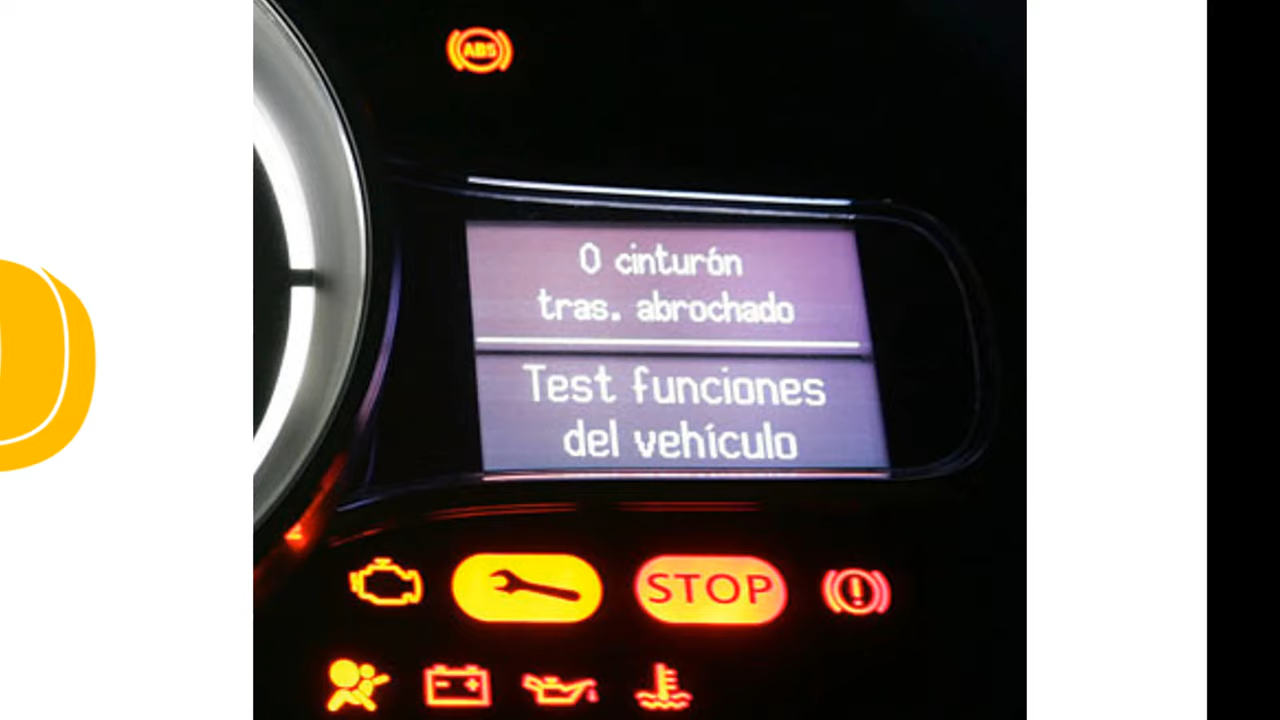 ABS
0 cinturón
tras. abrochado
Test funciones
del vehículo
STOP